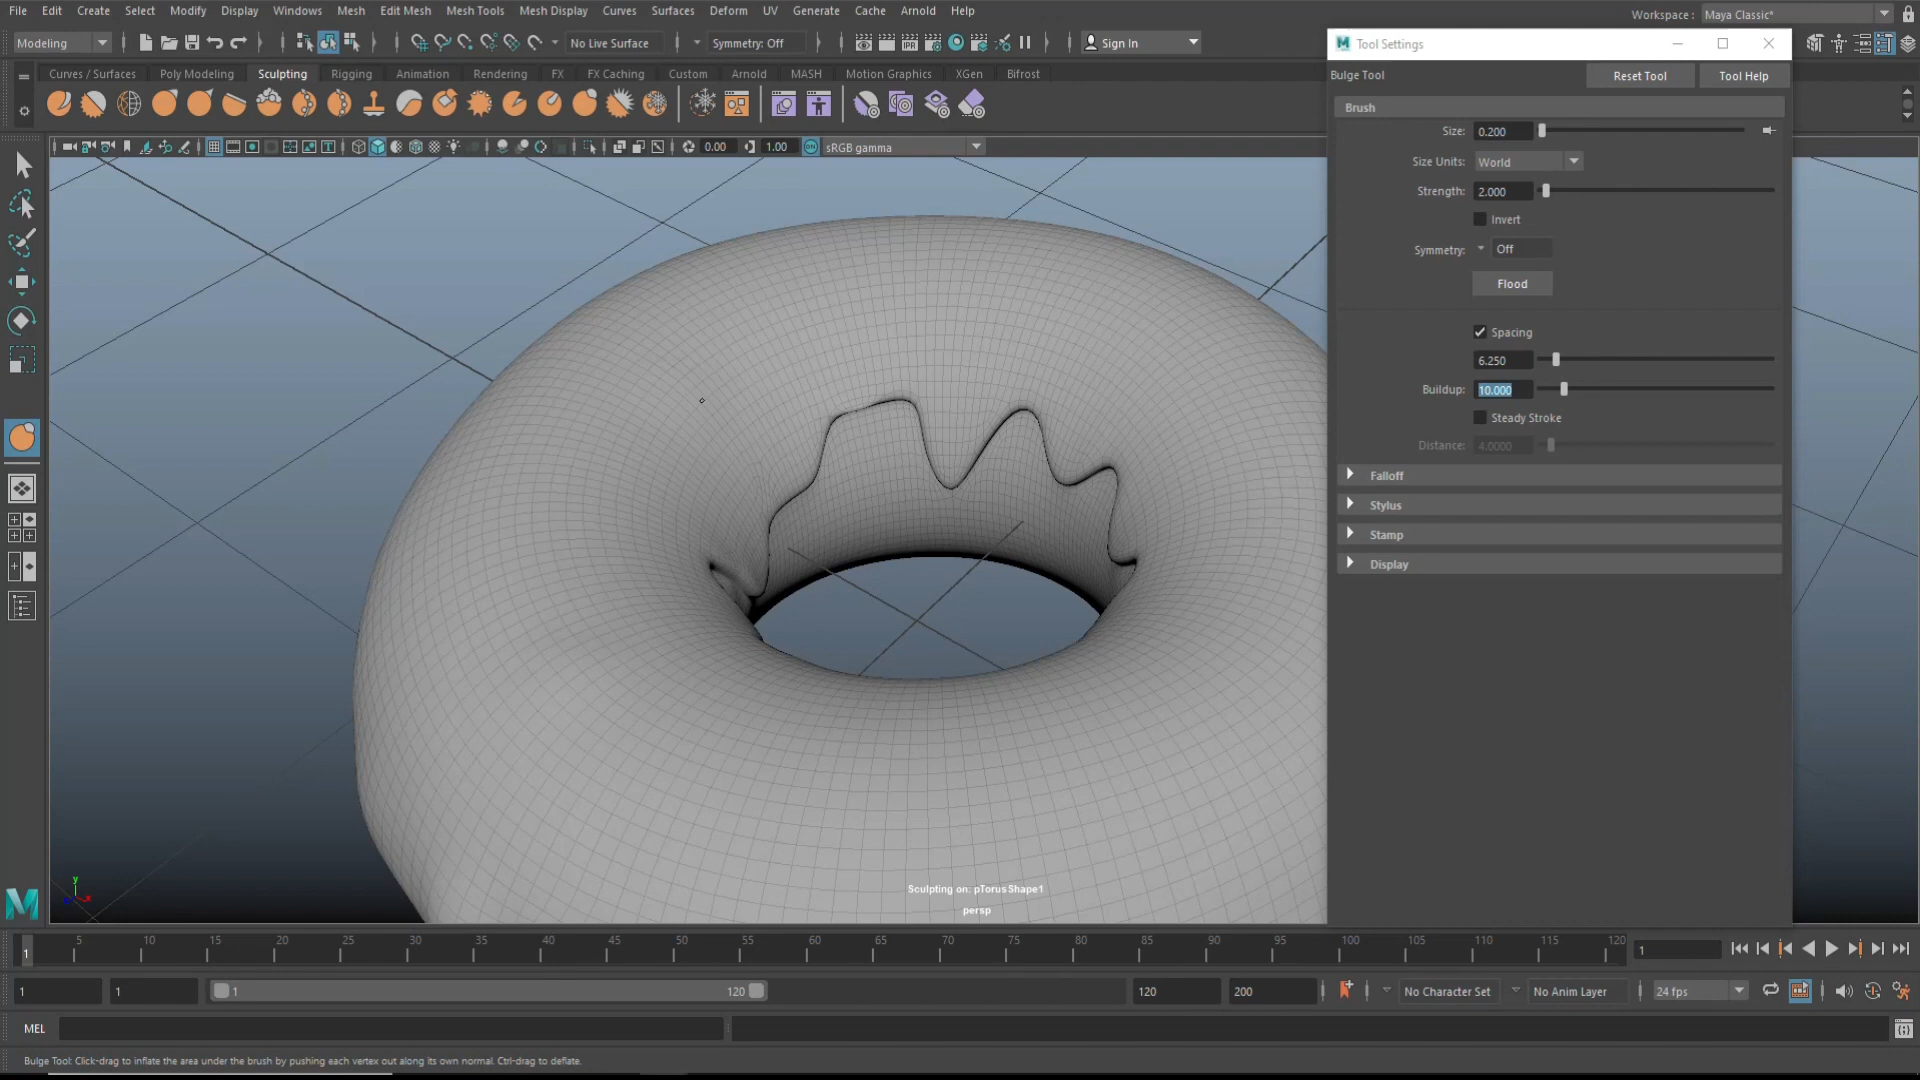 File Edit Create Select Modify Display Windows Mesh Edit Mesh Mesh Tools Mesh Display Curves Surfaces Deform UV Generate Cache Arnold Help
Workspace : Maya Classic*
Modeling
No Live Surface
Symmetry: Off
Sign In
Tool Settings
Curves / Surfaces Poly Modeling Sculpting Rigging Animation Rendering FX FX Caching Custom Arnold MASH Motion Graphics XGen Bifrost
Bulge Tool
Reset Tool
Tool Help
Brush
Size: 0.200
0.00
1.00
ON
sRGB gamma
Size Units: World
Strength: 2.000
Invert
Symmetry: Off
Flood
Spacing
6.250
Buildup: 10.000
Steady Stroke
Distance: 4.0000
Falloff
Stylus
Stamp
Display
y
Sculpting on: pTorusShape1
persp
1 5 10 15 20 25 30 35 40 45 50 55 60 65 70 75 80 85 90 95 100 105 110 115 120
1
1
1
1
120
120
200
No Character Set
No Anim Layer
24 fps
MEL
Bulge Tool: Click-drag to inflate the area under the brush by pushing each vertex out along its own normal. Ctrl-drag to deflate.